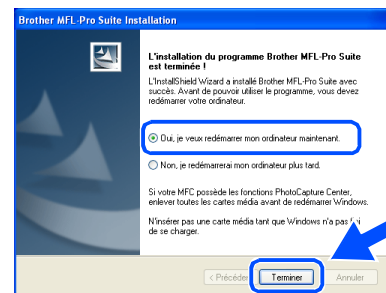 Brother MFL-Pro Suite Installation
L'installation du programme Brother MFL-Pro Suite
est terminée !
L'InstallShield Wizard a installé Brother MFL-Pro Suite avec
succès. Avant de pouvoir utiliser le programme, vous devez
redémarrer votre ordinateur.
Oui, je veux redémarrer mon ordinateur maintenant.
Non, je redémarrerai mon ordinateur plus tard.
Si votre MFC possède les fonctions PhotoCapture Center,
enlever toutes les cartes média avant de redémarrer Windows.
N'insérer pas une carte média tant que Windows n'a pas
de se charger.
< Précéden Terminer Annuler